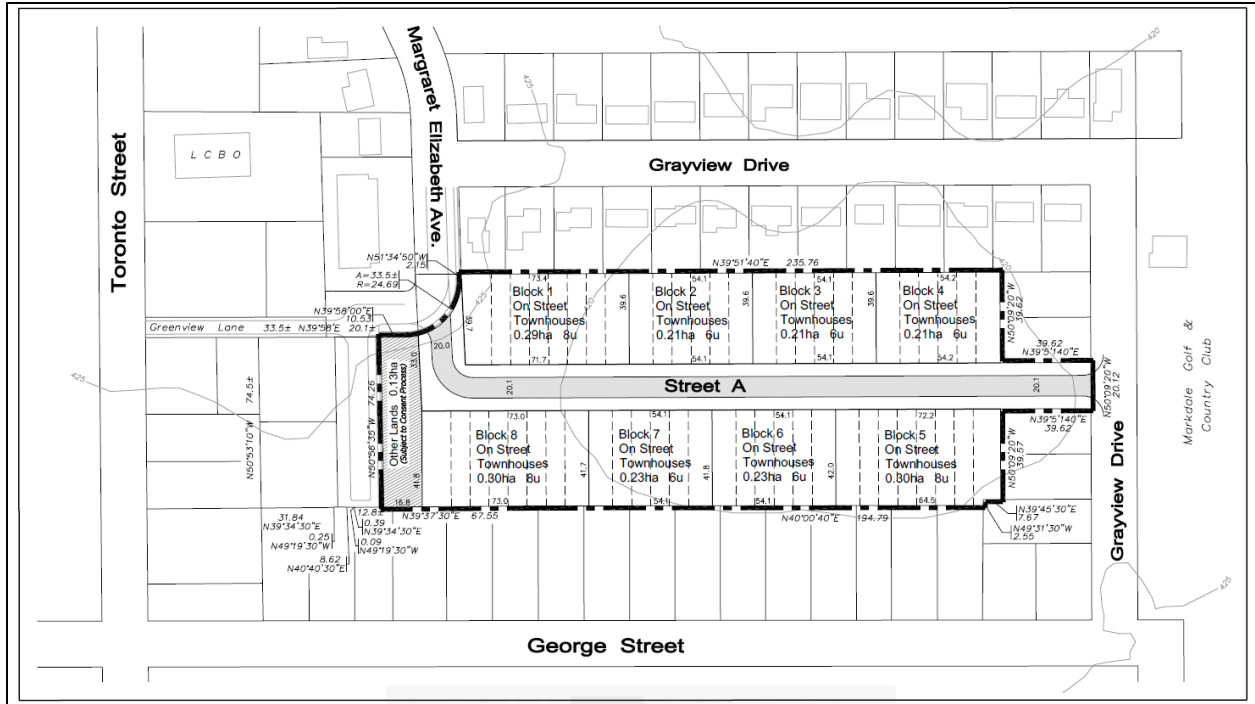 Toronto Street
LCBO
Margraret Elizabeth Ave.
425
420
Grayview Drive
N51°34'50"W
2.15
A=33.5±
R=24.69
N39°58'00"E
10.53
Greenview Lane 33.5± N39°58'E 20.1±
425
N39°51'40"E 235.76
73.4
54.1
54.1
54.2
420
420
Block 1
On Street
Townhouses
0.29ha 8u
39.6
Block 2
On Street
Townhouses
0.21ha 6u
39.6
Block 3
On Street
Townhouses
0.21ha 6u
39.6
Block 4
On Street
Townhouses
0.21ha 6u
N50°09'20"W
39.62
39.7
71.7
54.1
54.1
54.2
39.62
N39°5'140"E
20.0
33.0
20.1
Street A
20.1
N50°09'20"W
20.12
N39°5'140"E
39.62
Markdale Golf &
Country Club
425
74.5±
N50°53'10"W
N50°56'35"W 74.26
Other Lands 0.13ha
(Subject to Consent Process)
41.8
16.8
73.0
54.1
54.1
72.2
Block 8
On Street
Townhouses
0.30ha 8u
41.7
Block 7
On Street
Townhouses
0.23ha 6u
41.8
Block 6
On Street
Townhouses
0.23ha 6u
42.0
Block 5
On Street
Townhouses
0.30ha 8u
N50°09'20"W
39.57
73.0
54.1
54.1
64.5
N39°37'30"E 67.55
N40°00'40"E 194.79
N39°45'30"E
7.67
N49°31'30"W
2.55
12.8±
0.39
N39°34'30"E
0.09
N49°19'30"W
31.84
N39°34'30"E
0.25
N49°19'30"W
8.62
N40°40'30"E
Grayview Drive
425
George Street